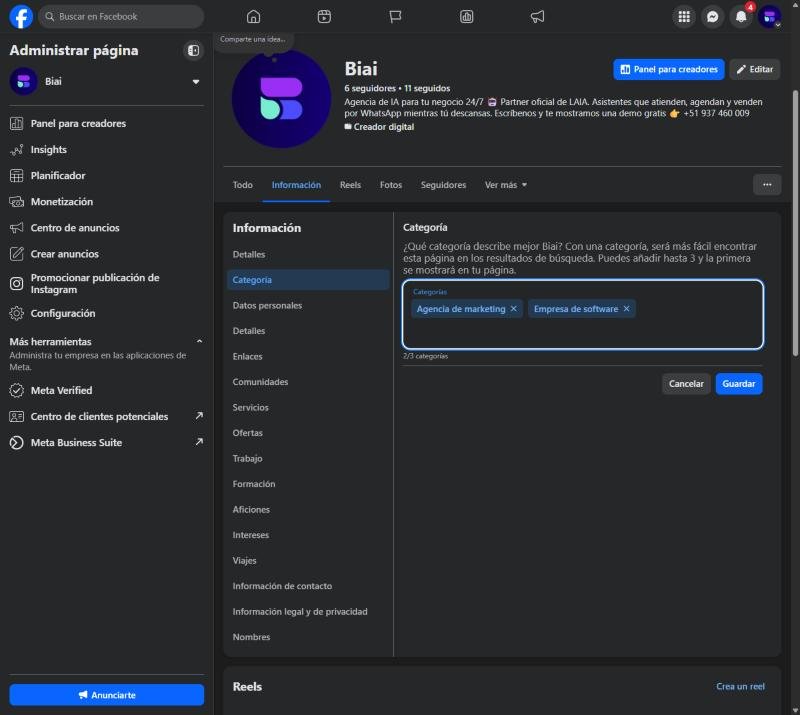 Buscar en Facebook
4
Administrar página
Biai
Panel para creadores
Insights
Planificador
Monetización
Centro de anuncios
Crear anuncios
Promocionar publicación de
Instagram
Configuración
Más herramientas
Administra tu empresa en las aplicaciones de
Meta.
Meta Verified
Centro de clientes potenciales
Meta Business Suite
Anunciarte
Comparte una idea...
Biai
6 seguidores • 11 seguidos
Agencia de IA para tu negocio 24/7 🤖 Partner oficial de LAIA. Asistentes que atienden, agendan y venden
por WhatsApp mientras tú descansas. Escríbenos y te mostramos una demo gratis 👉 +51 937 460 009
Creador digital
Panel para creadores
Editar
Todo
Información
Reels
Fotos
Seguidores
Ver más
Información
Detalles
Categoría
Datos personales
Detalles
Enlaces
Comunidades
Servicios
Ofertas
Trabajo
Formación
Aficiones
Intereses
Viajes
Información de contacto
Información legal y de privacidad
Nombres
Categoría
¿Qué categoría describe mejor Biai? Con una categoría, será más fácil encontrar
esta página en los resultados de búsqueda. Puedes añadir hasta 3 y la primera
se mostrará en tu página.
Categorías
Agencia de marketing
Empresa de software
2/3 categorías
Cancelar
Guardar
Reels
Crea un reel